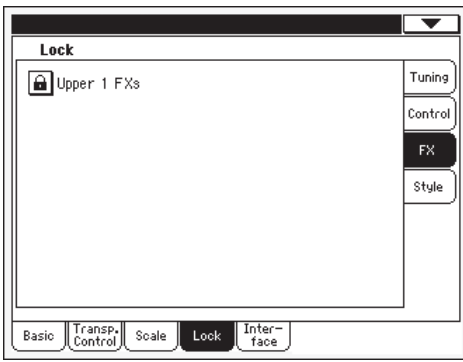 Lock
Upper 1 FXs
Tuning
Control
FX
Style
Basic
Transp.
Control
Scale
Lock
Inter-
face